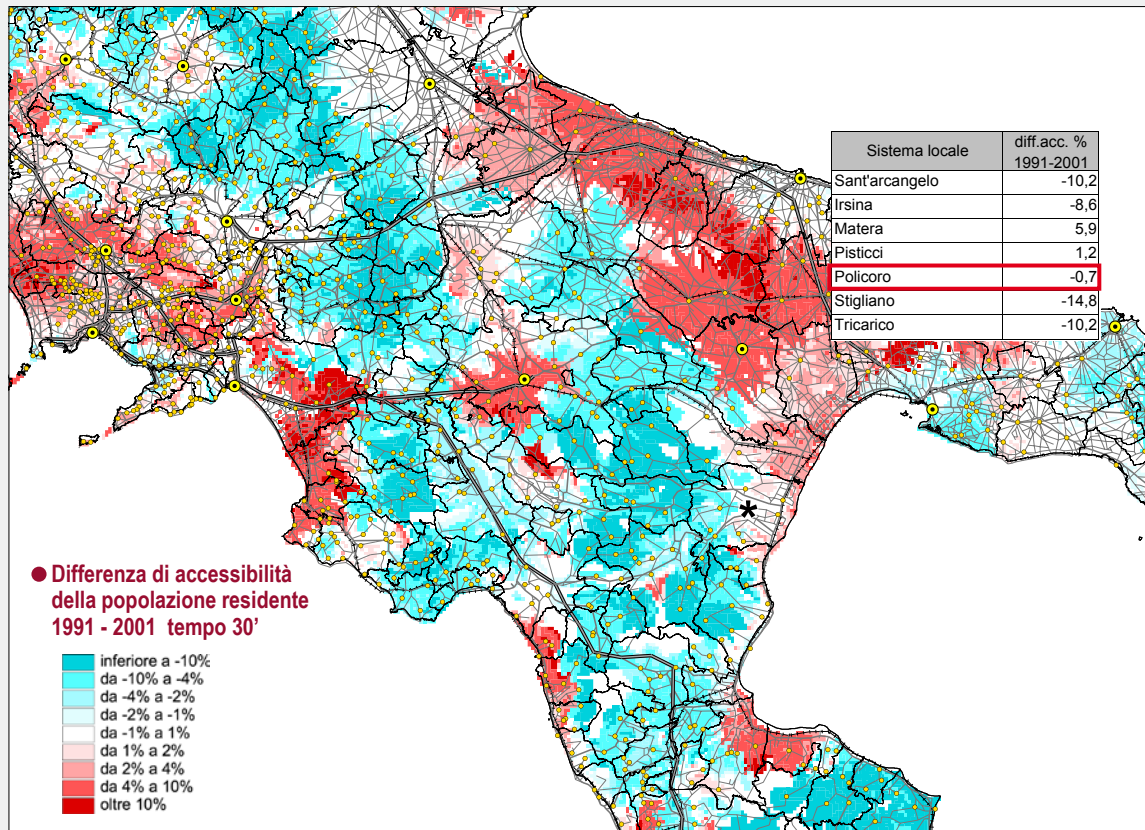 Sistema locale diff.acc. % 1991-2001
Sant'arcangelo -10,2
Irsina -8,6
Matera 5,9
Pisticci 1,2
Policoro -0,7
Stigliano -14,8
Tricarico -10,2
*
● Differenza di accessibilità
della popolazione residente
1991 - 2001 tempo 30’
inferiore a -10%
da -10% a -4%
da -4% a -2%
da -2% a -1%
da -1% a 1%
da 1% a 2%
da 2% a 4%
da 4% a 10%
oltre 10%